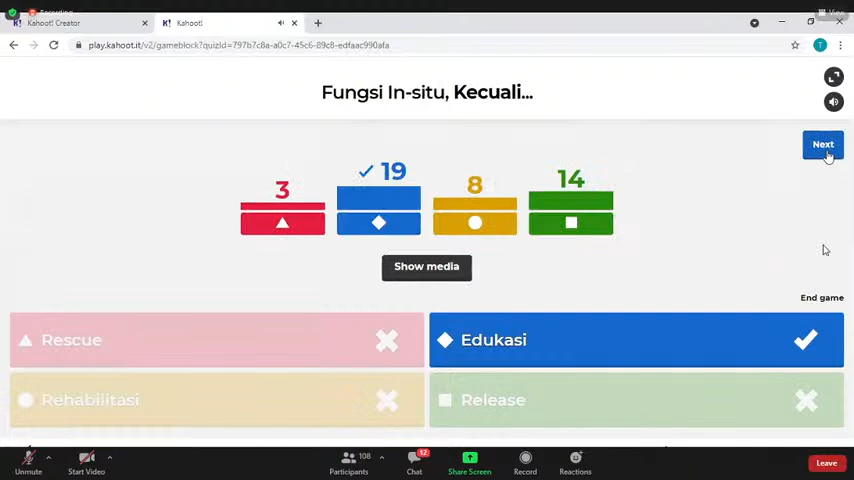 Recording
View
K! Kahoot! Creator
K! Kahoot!
play.kahoot.it/v2/gameblock?quizId=797b7c8a-a0c7-45c6-89c8-edfaac990afa
T
Fungsi In-situ, Kecuali...
Next
3
19
8
14
Show media
End game
Rescue
Edukasi
Rehabilitasi
Release
Unmute
Start Video
108
Participants
12
Chat
Share Screen
Record
Reactions
Leave